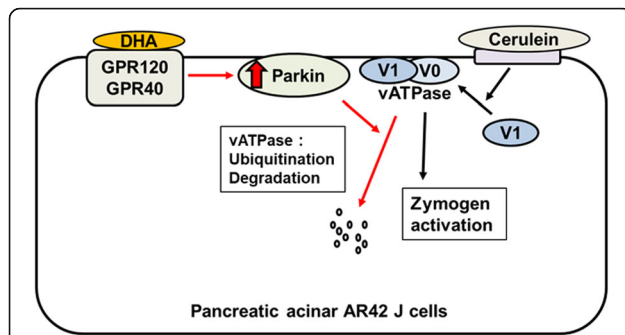 DHA
GPR120
GPR40
Parkin
V1 V0
vATPase
Cerulein
V1
vATPase :
Ubiquitination
Degradation
Zymogen
activation
Pancreatic acinar AR42 J cells